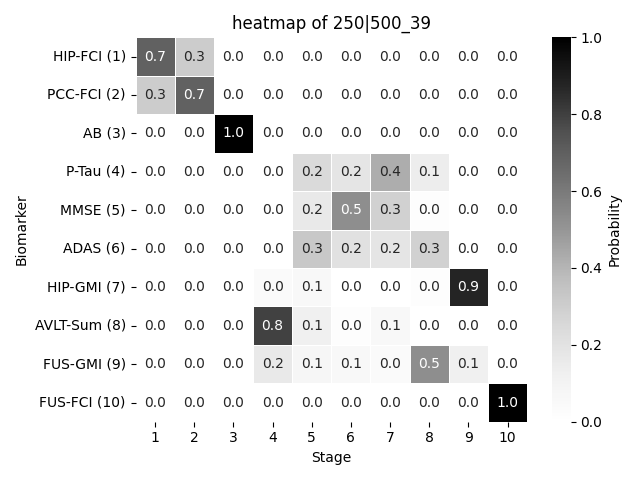 heatmap of 250|500_39
HIP-FCI (1) 0.7 0.3 0.0 0.0 0.0 0.0 0.0 0.0 0.0 0.0
PCC-FCI (2) 0.3 0.7 0.0 0.0 0.0 0.0 0.0 0.0 0.0 0.0
AB (3) 0.0 0.0 1.0 0.0 0.0 0.0 0.0 0.0 0.0 0.0
P-Tau (4) 0.0 0.0 0.0 0.0 0.2 0.2 0.4 0.1 0.0 0.0
MMSE (5) 0.0 0.0 0.0 0.0 0.2 0.5 0.3 0.0 0.0 0.0
ADAS (6) 0.0 0.0 0.0 0.0 0.3 0.2 0.2 0.3 0.0 0.0
HIP-GMI (7) 0.0 0.0 0.0 0.0 0.1 0.0 0.0 0.0 0.9 0.0
AVLT-Sum (8) 0.0 0.0 0.0 0.8 0.1 0.0 0.1 0.0 0.0 0.0
FUS-GMI (9) 0.0 0.0 0.0 0.2 0.1 0.1 0.0 0.5 0.1 0.0
FUS-FCI (10) 0.0 0.0 0.0 0.0 0.0 0.0 0.0 0.0 0.0 1.0
1 2 3 4 5 6 7 8 9 10
Stage
Biomarker
1.0
0.8
0.6
0.4
0.2
0.0
Probability